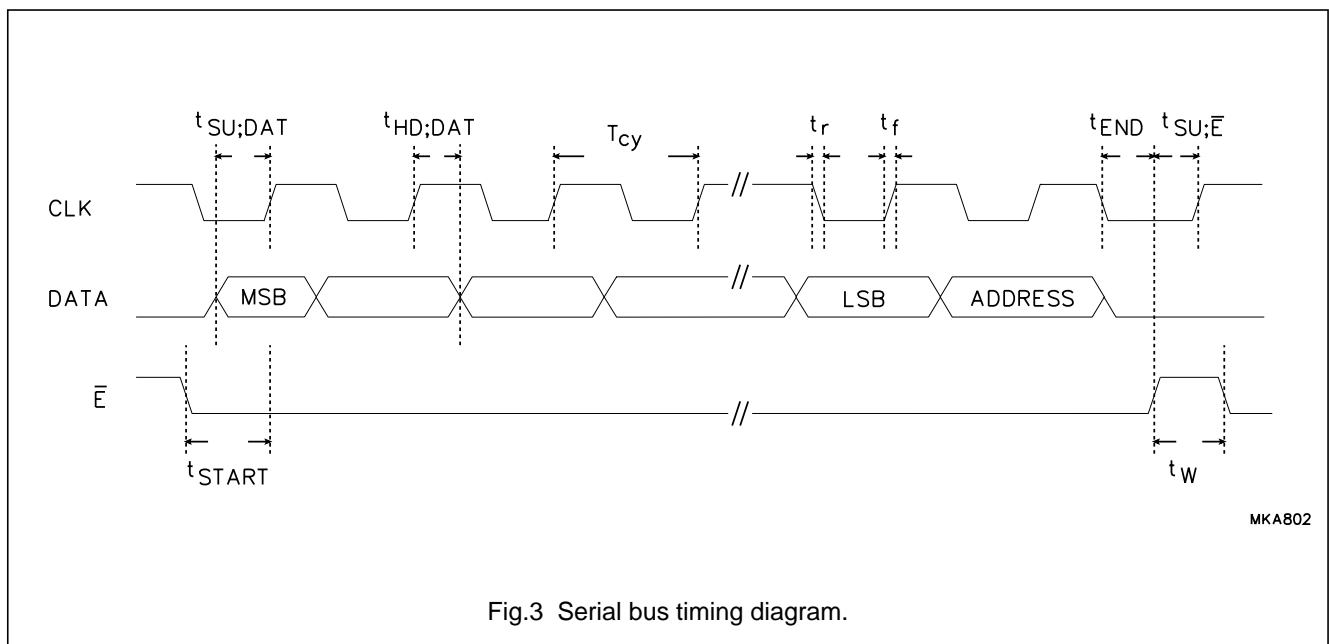 tSU;DAT tHD;DAT Tcy tr tf tEND tSU;E̅
CLK
DATA MSB LSB ADDRESS
E̅
tSTART tW
MKA802
Fig.3 Serial bus timing diagram.